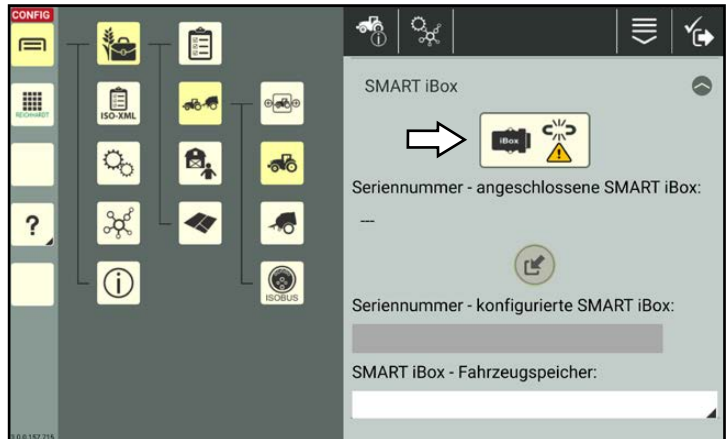 CONFIG
REICHHARDT
ISO-XML
?
ISOBUS
SMART iBox
iBox
Seriennummer - angeschlossene SMART iBox:
---
Seriennummer - konfigurierte SMART iBox:
SMART iBox - Fahrzeugspeicher: